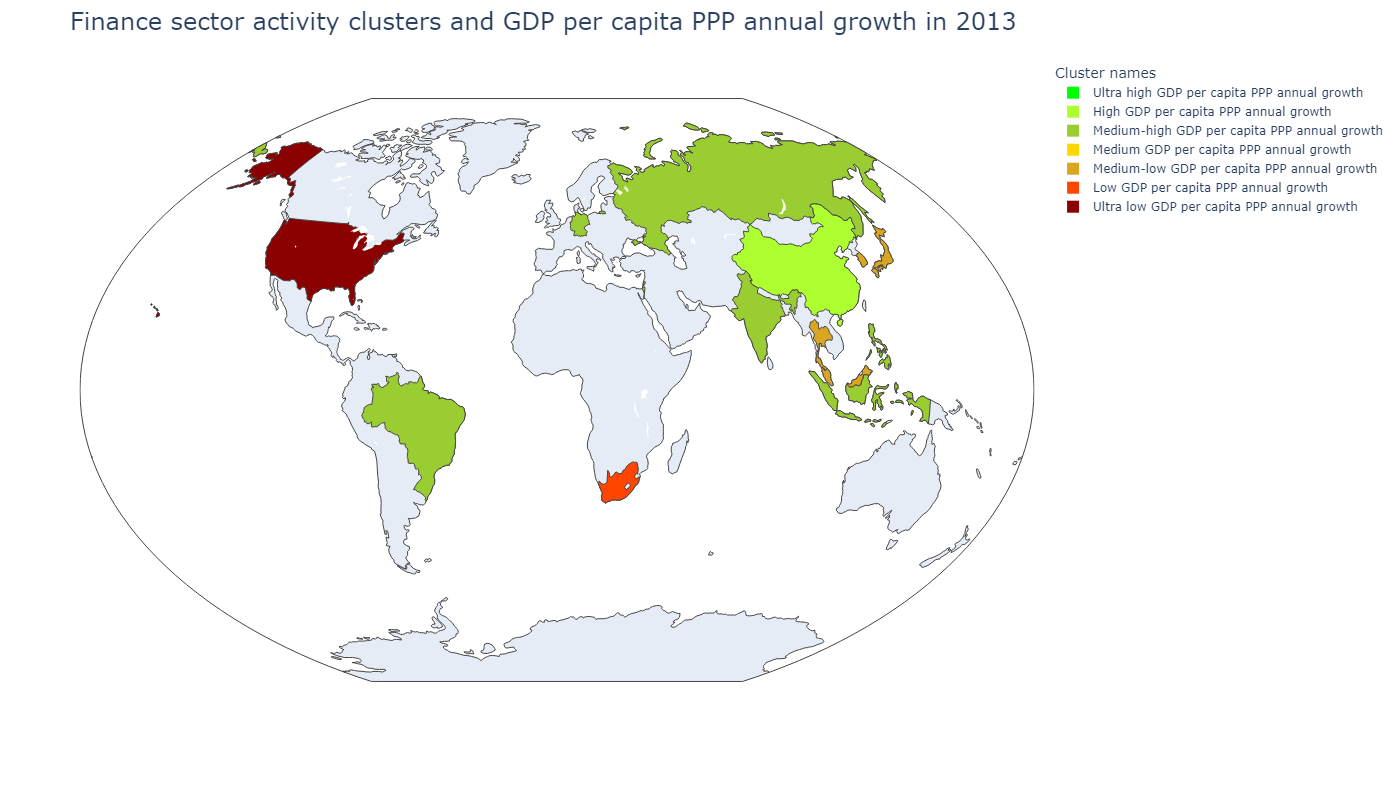 Finance sector activity clusters and GDP per capita PPP annual growth in 2013
Cluster names
Ultra high GDP per capita PPP annual growth
High GDP per capita PPP annual growth
Medium-high GDP per capita PPP annual growth
Medium GDP per capita PPP annual growth
Medium-low GDP per capita PPP annual growth
Low GDP per capita PPP annual growth
Ultra low GDP per capita PPP annual growth